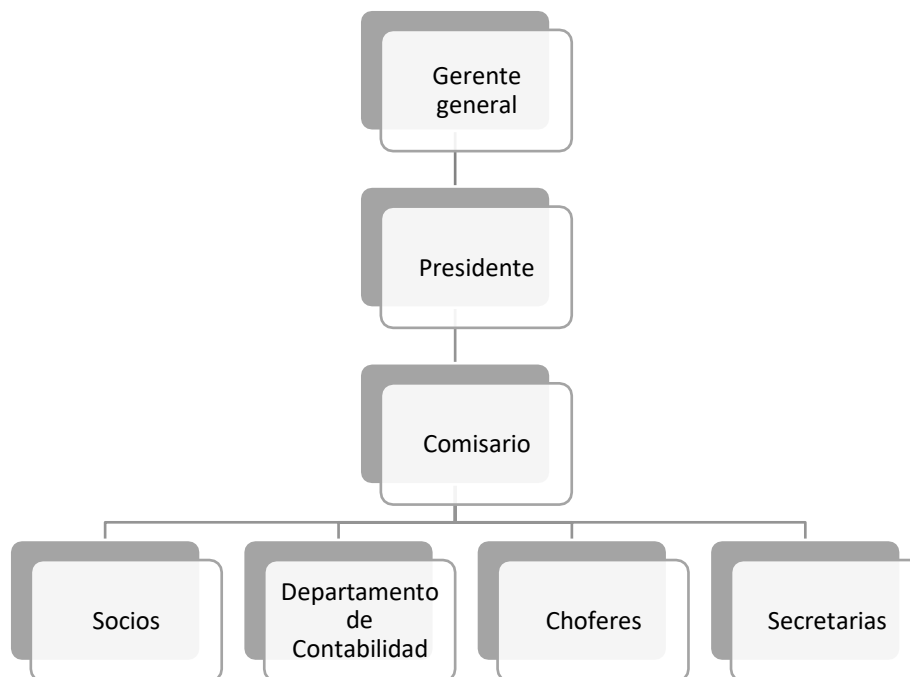 Gerente
general
Presidente
Comisario
Socios
Departamento
de
Contabilidad
Choferes
Secretarias